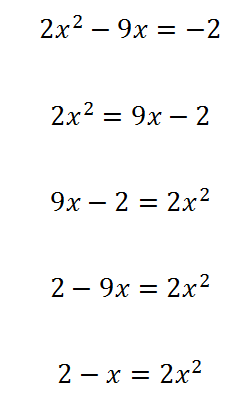 2x² − 9x = −2
2x² = 9x − 2
9x − 2 = 2x²
2 − 9x = 2x²
2 − x = 2x²